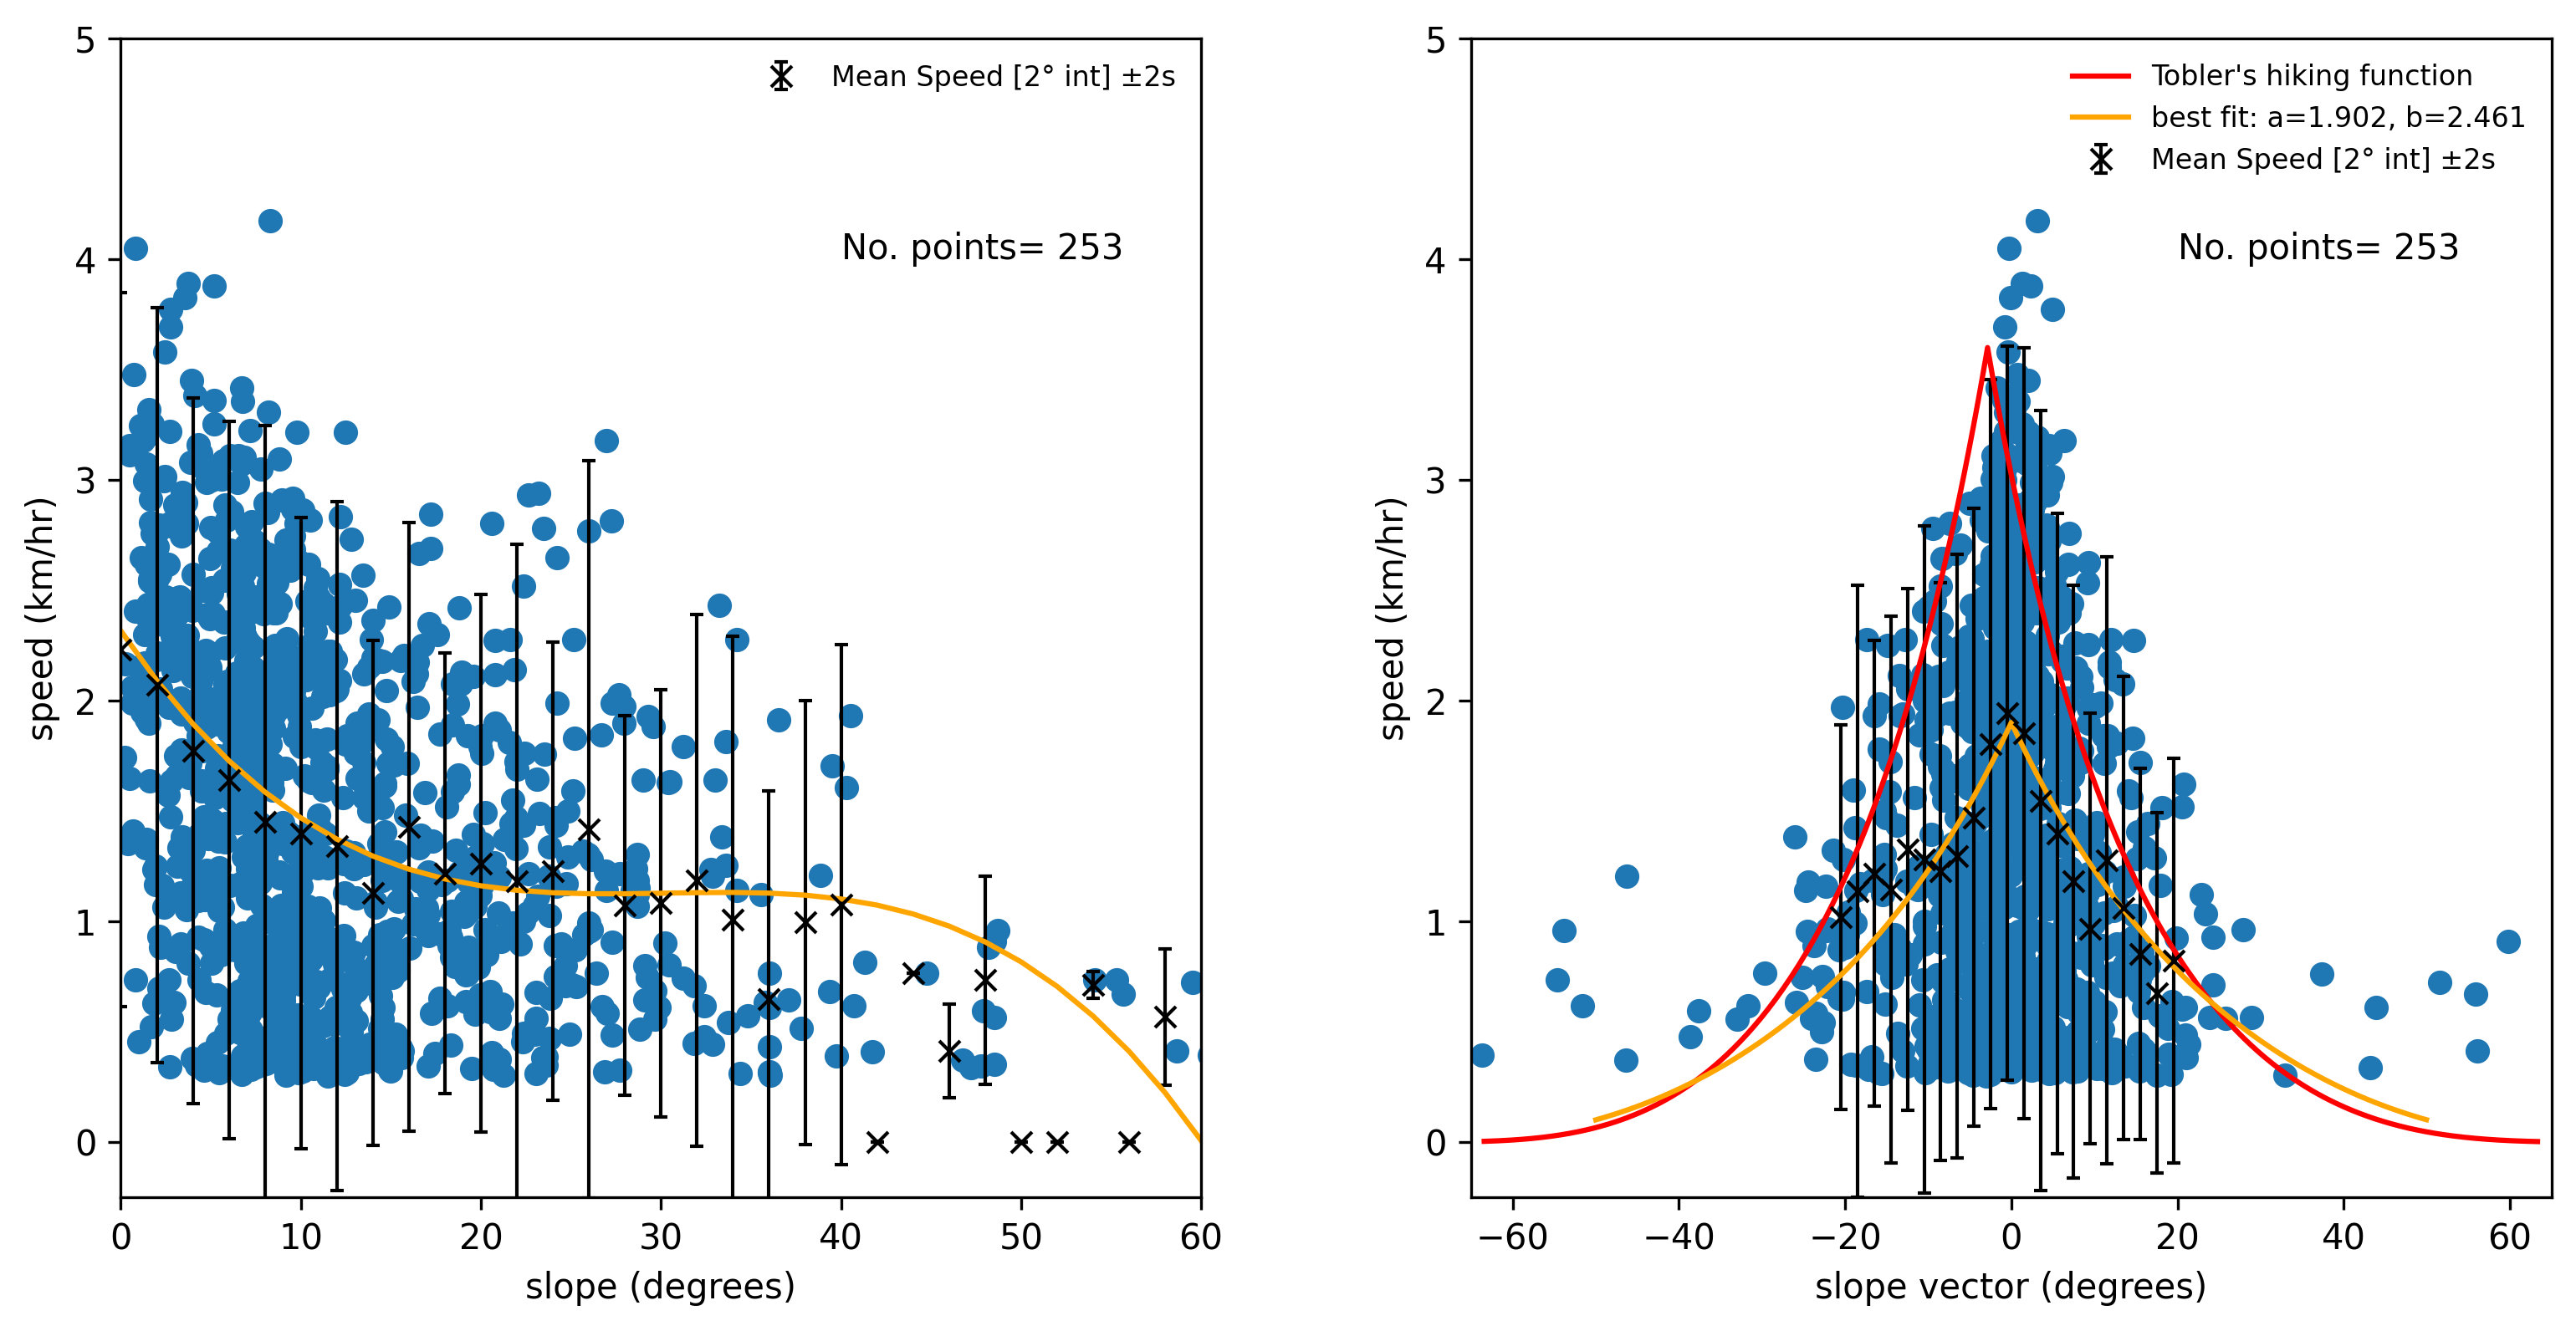 Mean Speed [2° int] ±2s
No. points= 253
5
4
3
2
1
0
speed (km/hr)
0 10 20 30 40 50 60
slope (degrees)
Tobler's hiking function
best fit: a=1.902, b=2.461
Mean Speed [2° int] ±2s
No. points= 253
5
4
3
2
1
0
speed (km/hr)
−60 −40 −20 0 20 40 60
slope vector (degrees)